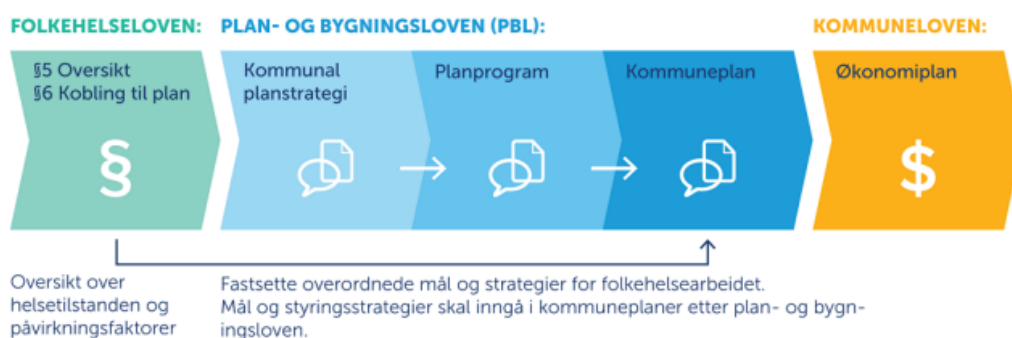 FOLKEHELSELOVEN:
PLAN- OG BYGNINGSLOVEN (PBL):
KOMMUNELOVEN:
§5 Oversikt
§6 Kobling til plan
§
Kommunal
planstrategi
Planprogram
Kommuneplan
Økonomiplan
$
Oversikt over
helsetilstanden og
påvirkningsfaktorer
Fastsette overordnede mål og strategier for folkehelsearbeidet.
Mål og styringsstrategier skal inngå i kommuneplaner etter plan- og bygn-
ingsloven.